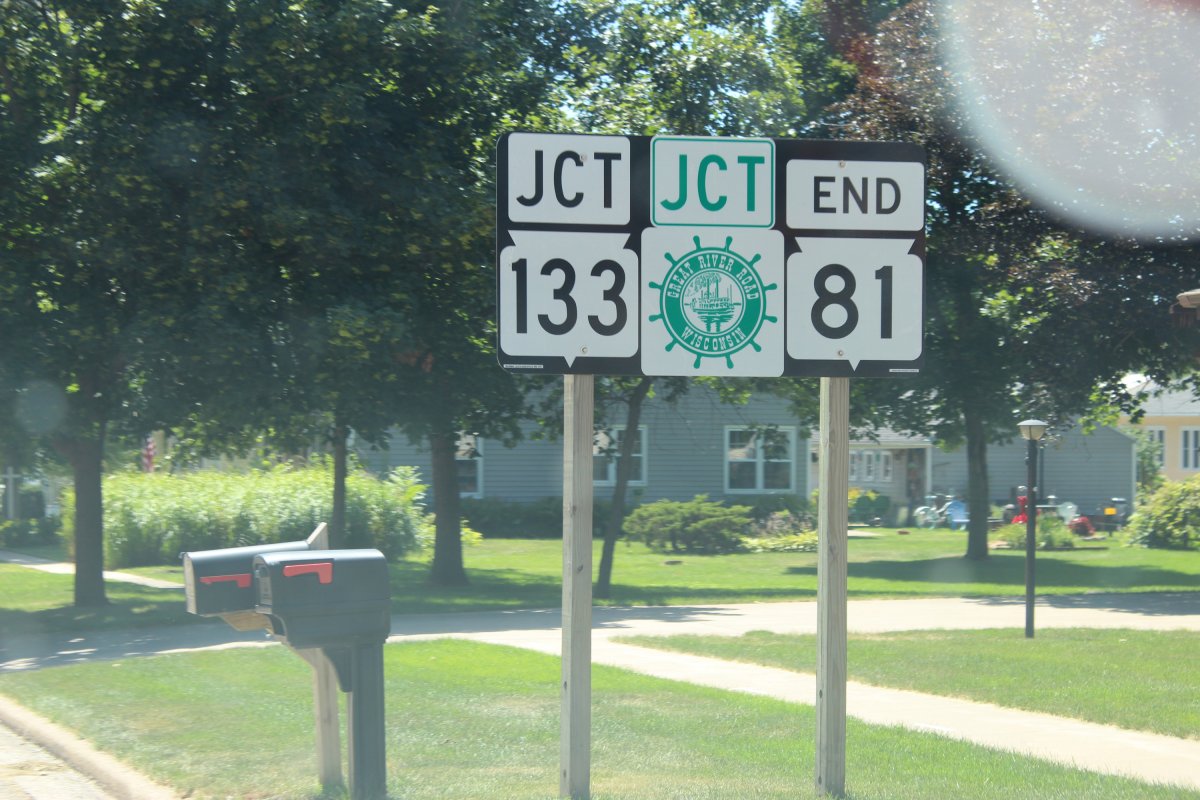 JCT
133
JCT
GREAT RIVER ROAD
WISCONSIN
END
81